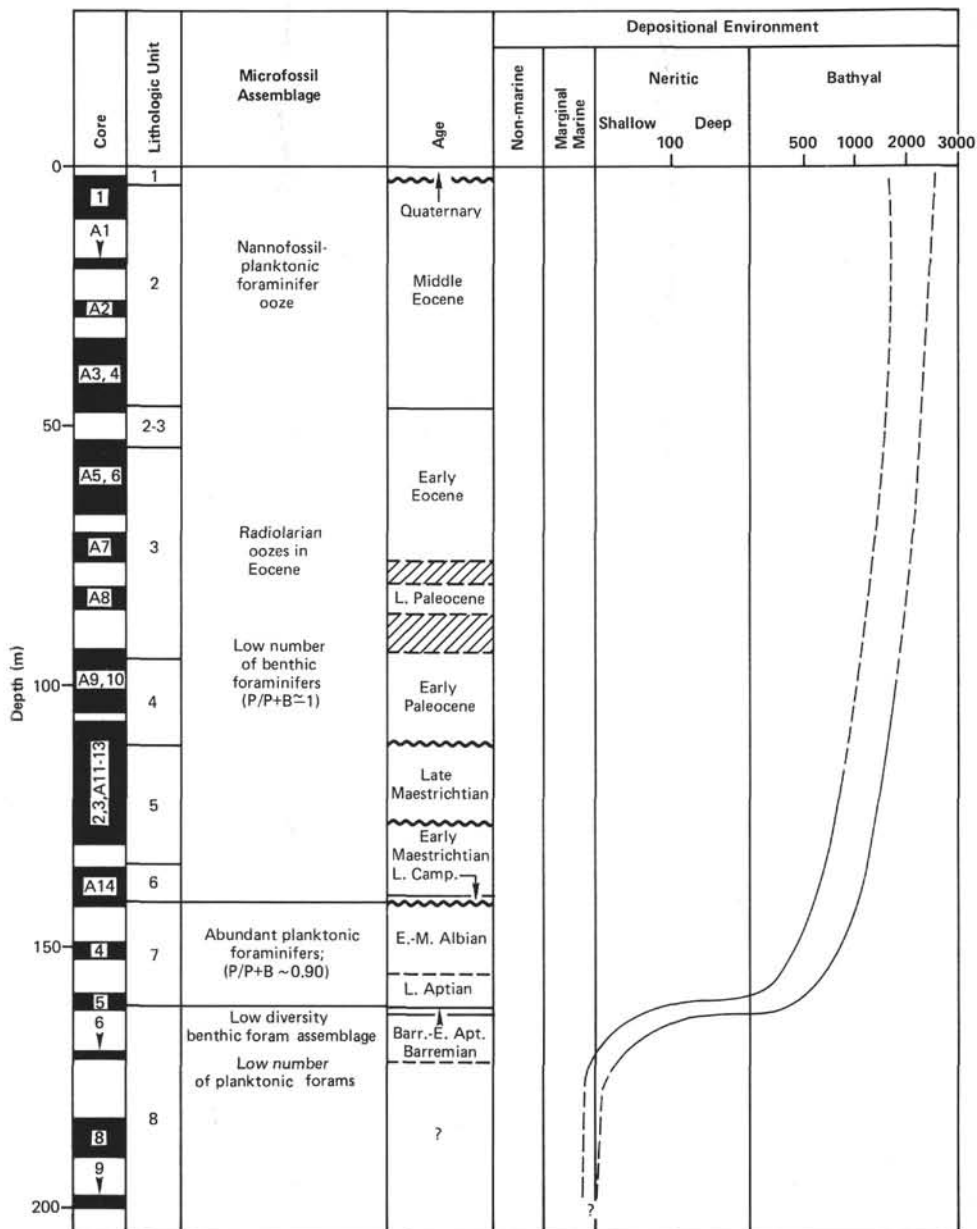 Depositional Environment
Core
Lithologic Unit
Microfossil
Assemblage
Age
Non-marine
Marginal
Marine
Neritic
Bathyal
Shallow
Deep
100
500
1000
2000
3000
Depth (m)
0
50
100
150
200
1
A1
A2
A3, 4
A5, 6
A7
A8
A9, 10
2,3,A11-13
A14
4
5
6
8
9
1
2
2-3
3
4
5
6
7
8
Nannofossil-
planktonic
foraminifer
ooze
Radiolarian
oozes in
Eocene
Low number
of benthic
foraminifers
(P/P+B≃1)
Abundant planktonic
foraminifers;
(P/P+B ~0.90)
Low diversity
benthic foram assemblage
Low number
of planktonic forams
Quaternary
Middle
Eocene
Early
Eocene
L. Paleocene
Early
Paleocene
Late
Maestrichtian
Early
Maestrichtian
L. Camp.
E.-M. Albian
L. Aptian
Barr.-E. Apt.
Barremian
?
?